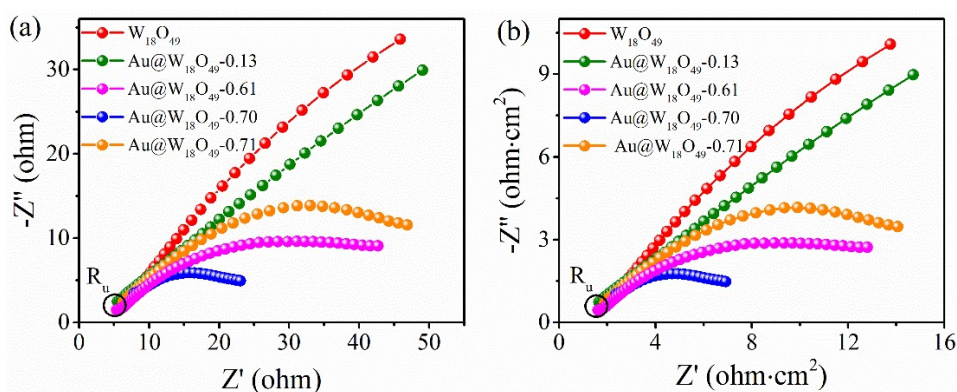 (a)
W₁₈O₄₉
Au@W₁₈O₄₉-0.13
Au@W₁₈O₄₉-0.61
Au@W₁₈O₄₉-0.70
Au@W₁₈O₄₉-0.71
-Z'' (ohm)
30
20
10
0
Rᵤ
0 10 20 30 40 50
Z' (ohm)
(b)
W₁₈O₄₉
Au@W₁₈O₄₉-0.13
Au@W₁₈O₄₉-0.61
Au@W₁₈O₄₉-0.70
Au@W₁₈O₄₉-0.71
-Z'' (ohm·cm²)
9
6
3
0
Rᵤ
0 4 8 12 16
Z' (ohm·cm²)